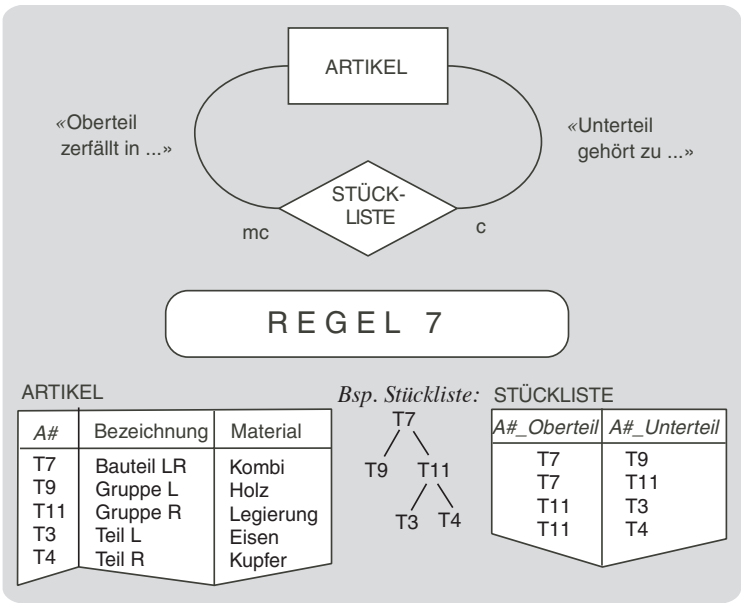 ARTIKEL
«Oberteil
zerfällt in ...»
«Unterteil
gehört zu ...»
STÜCK-
LISTE
mc
c
REGEL 7
ARTIKEL
A# Bezeichnung Material
T7 Bauteil LR Kombi
T9 Gruppe L Holz
T11 Gruppe R Legierung
T3 Teil L Eisen
T4 Teil R Kupfer
Bsp. Stückliste:
T7
T9 T11
T3 T4
STÜCKLISTE
A#_Oberteil A#_Unterteil
T7 T9
T7 T11
T11 T3
T11 T4